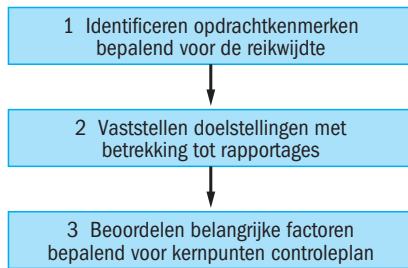 1 Identificeren opdrachtkenmerken
bepalend voor de reikwijdte
2 Vaststellen doelstellingen met
betrekking tot rapportages
3 Beoordelen belangrijke factoren
bepalend voor kernpunten controleplan